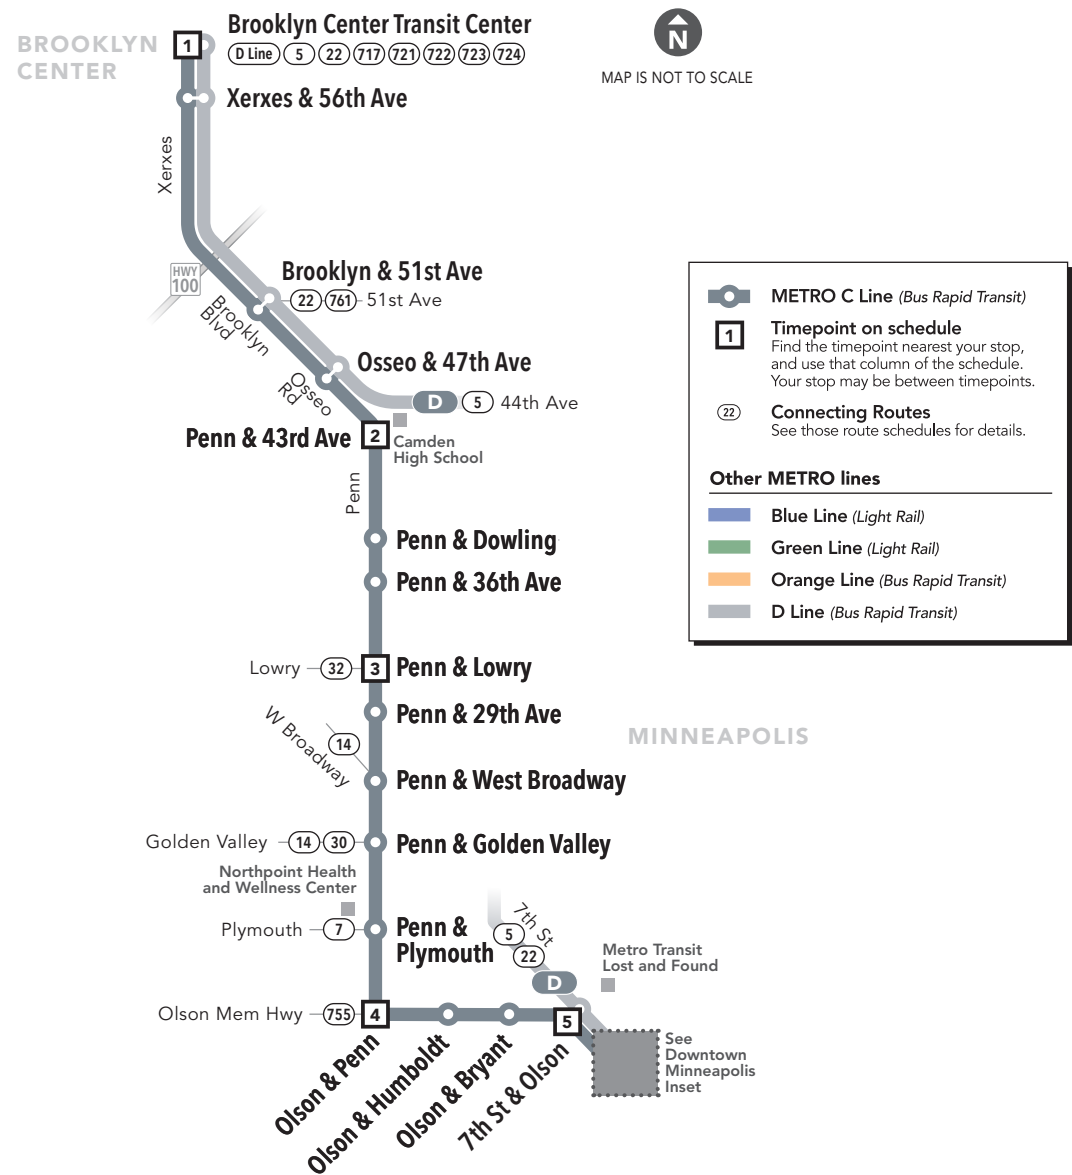 BROOKLYN
CENTER
1
Brooklyn Center Transit Center
D Line 5 22 717 721 722 723 724
N
MAP IS NOT TO SCALE
Xerxes & 56th Ave
Xerxes
HWY
100
Brooklyn & 51st Ave
22 761 51st Ave
Brooklyn
Blvd
Osseo & 47th Ave
Osseo
Rd
D 5 44th Ave
Penn & 43rd Ave 2
Camden
High School
Penn
Penn & Dowling
Penn & 36th Ave
Lowry 32 3 Penn & Lowry
Penn & 29th Ave
W Broadway
14
Penn & West Broadway
Golden Valley 14 30 Penn & Golden Valley
Northpoint Health
and Wellness Center
Plymouth 7 Penn &
Plymouth
7th St
5
22
D
Metro Transit
Lost and Found
Olson Mem Hwy 755 4
5
Olson & Penn
Olson & Humboldt
Olson & Bryant
7th St & Olson
See
Downtown
Minneapolis
Inset
MINNEAPOLIS
METRO C Line (Bus Rapid Transit)
1 Timepoint on schedule
Find the timepoint nearest your stop,
and use that column of the schedule.
Your stop may be between timepoints.
22 Connecting Routes
See those route schedules for details.
Other METRO lines
Blue Line (Light Rail)
Green Line (Light Rail)
Orange Line (Bus Rapid Transit)
D Line (Bus Rapid Transit)